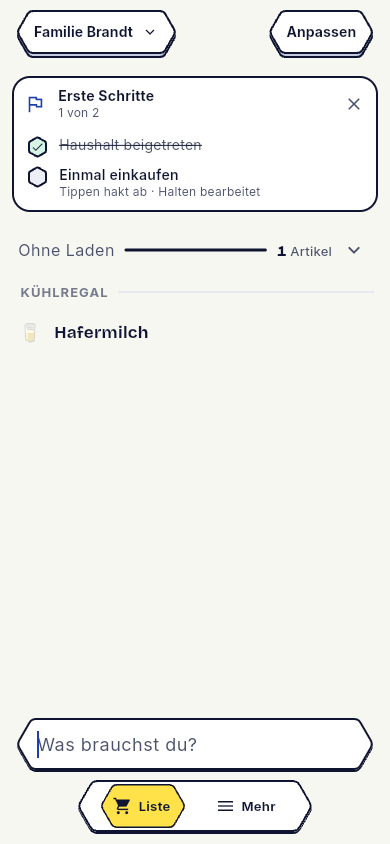 Familie Brandt
Anpassen
Erste Schritte
1 von 2
Haushalt beigetreten
Einmal einkaufen
Tippen hakt ab · Halten bearbeitet
Ohne Laden 1 Artikel
KÜHLREGAL
Hafermilch
Was brauchst du?
Liste
Mehr